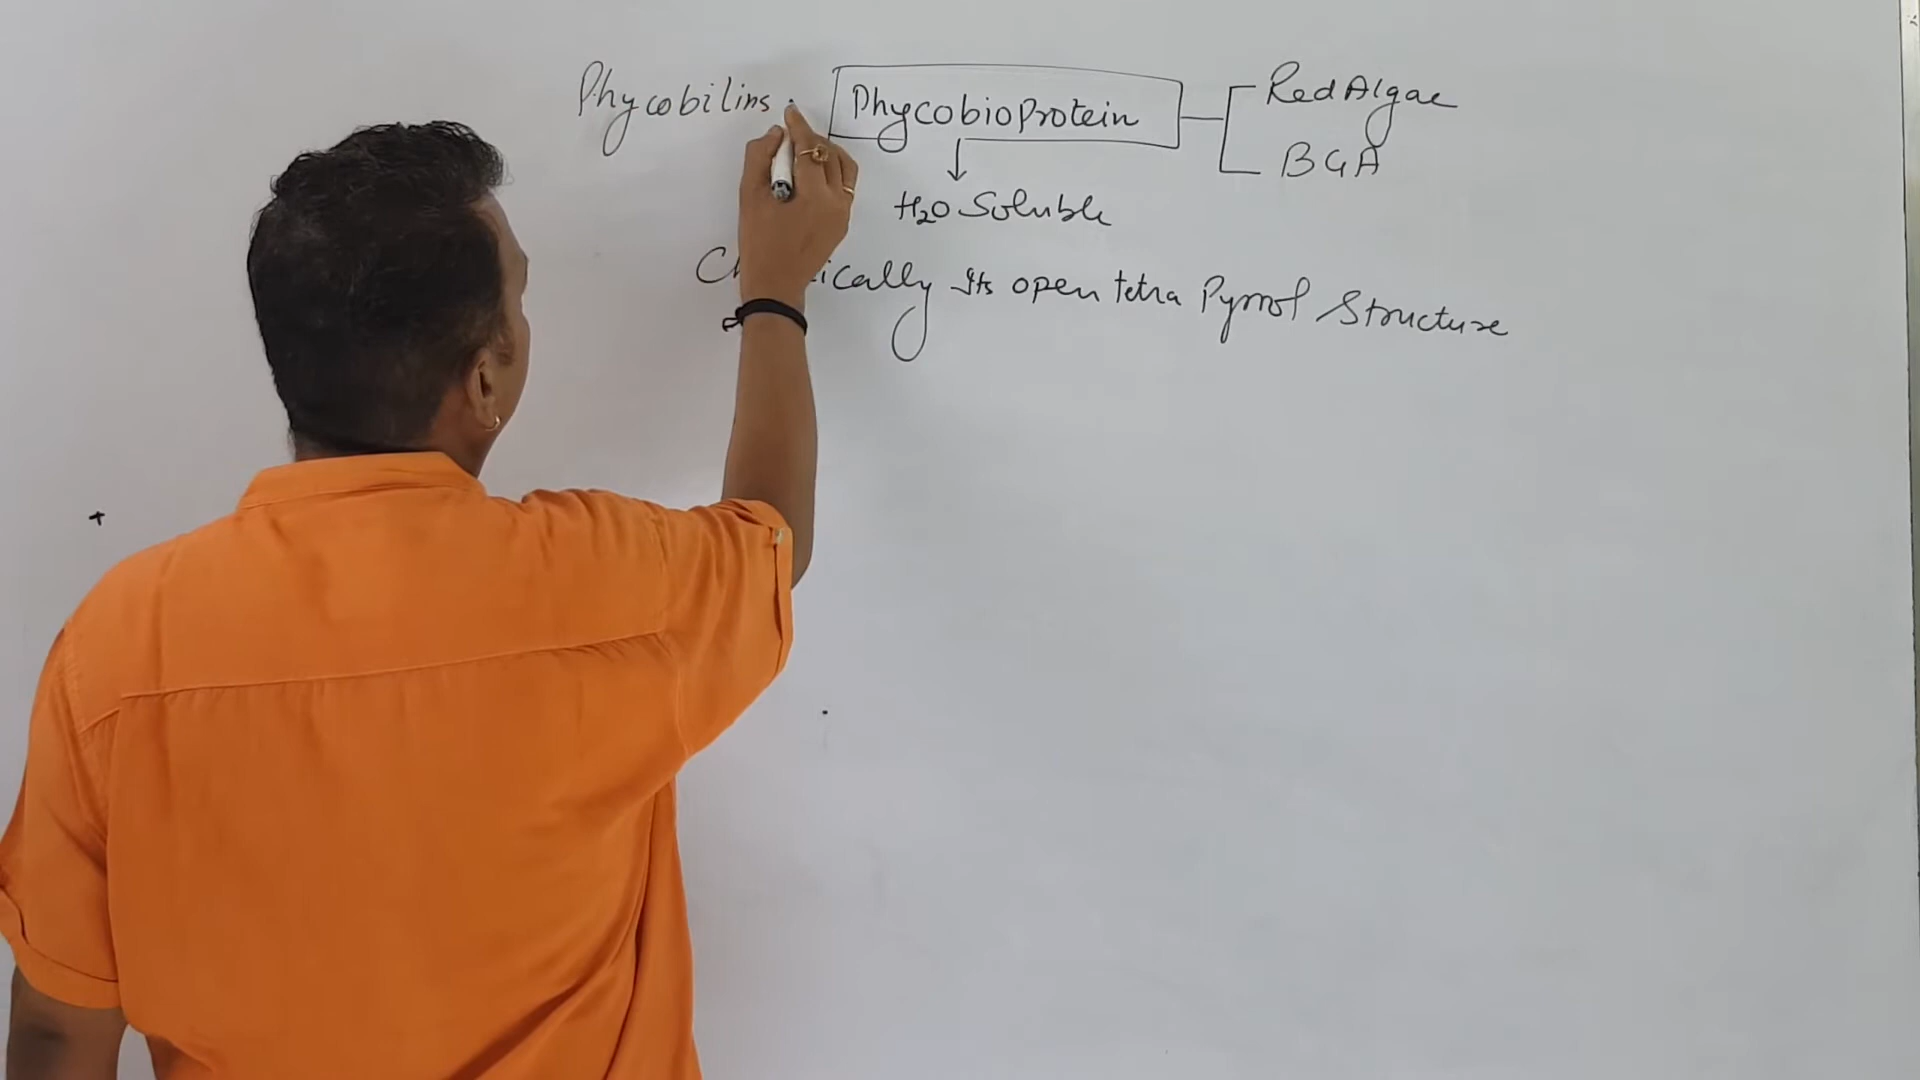 Phycobilins PhycobioProtein Red Algae
BGA
H2O Soluble
ically Its open tetra Pyrrol Structure